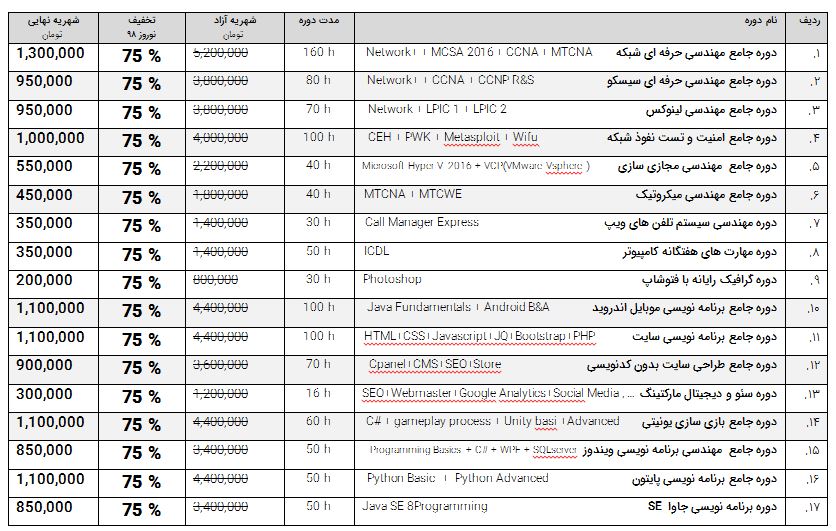 ردیف نام دوره مدت دوره شهریه آزاد تومان تخفیف نوروز ۹۸ شهریه نهایی تومان
۱. دوره جامع مهندسی حرفه ای شبکه Network+ + MCSA 2016 + CCNA + MTCNA 160 h 5,200,000 75 % 1,300,000
۲. دوره جامع مهندسی حرفه ای سیسکو Network+ + CCNA + CCNP R&S 80 h 3,800,000 75 % 950,000
۳. دوره جامع مهندسی لینوکس Network + LPIC 1 + LPIC 2 70 h 3,800,000 75 % 950,000
۴. دوره جامع امنیت و تست نفوذ شبکه CEH + PWK + Metasploit + Wifu 100 h 4,000,000 75 % 1,000,000
۵. دوره جامع مهندسی مجازی سازی Microsoft Hyper V 2016 + VCP(VMware Vsphere ) 40 h 2,200,000 75 % 550,000
۶. دوره جامع مهندسی میکروتیک MTCNA + MTCWE 40 h 1,800,000 75 % 450,000
۷. دوره مهندسی سیستم تلفن های ویپ Call Manager Express 30 h 1,400,000 75 % 350,000
۸. دوره مهارت های هفتگانه کامپیوتر ICDL 50 h 1,400,000 75 % 350,000
۹. دوره گرافیک رایانه با فتوشاپ Photoshop 30 h 800,000 75 % 200,000
۱۰. دوره جامع برنامه نویسی موبایل اندروید Java Fundamentals + Android B&A 100 h 4,400,000 75 % 1,100,000
۱۱. دوره جامع برنامه نویسی سایت HTML+CSS+Javascript+JQ+Bootstrap+PHP 100 h 4,400,000 75 % 1,100,000
۱۲. دوره جامع طراحی سایت بدون کدنویسی Cpanel+CMS+SEO+Store 70 h 3,600,000 75 % 900,000
۱۳. دوره سئو و دیجیتال مارکتینگ SEO+Webmaster+Google Analytics+Social Media , ... 16 h 1,200,000 75 % 300,000
۱۴. دوره جامع بازی سازی یونیتی C# + gameplay process + Unity basi +Advanced 60 h 4,400,000 75 % 1,100,000
۱۵. دوره جامع مهندسی برنامه نویسی ویندوز Programming Basics + C# + WPF + SQLserver 50 h 3,400,000 75 % 850,000
۱۶. دوره جامع برنامه نویسی پایتون Python Basic + Python Advanced 50 h 4,400,000 75 % 1,100,000
۱۷. دوره برنامه نویسی جاوا SE Java SE 8Programming 50 h 3,400,000 75 % 850,000